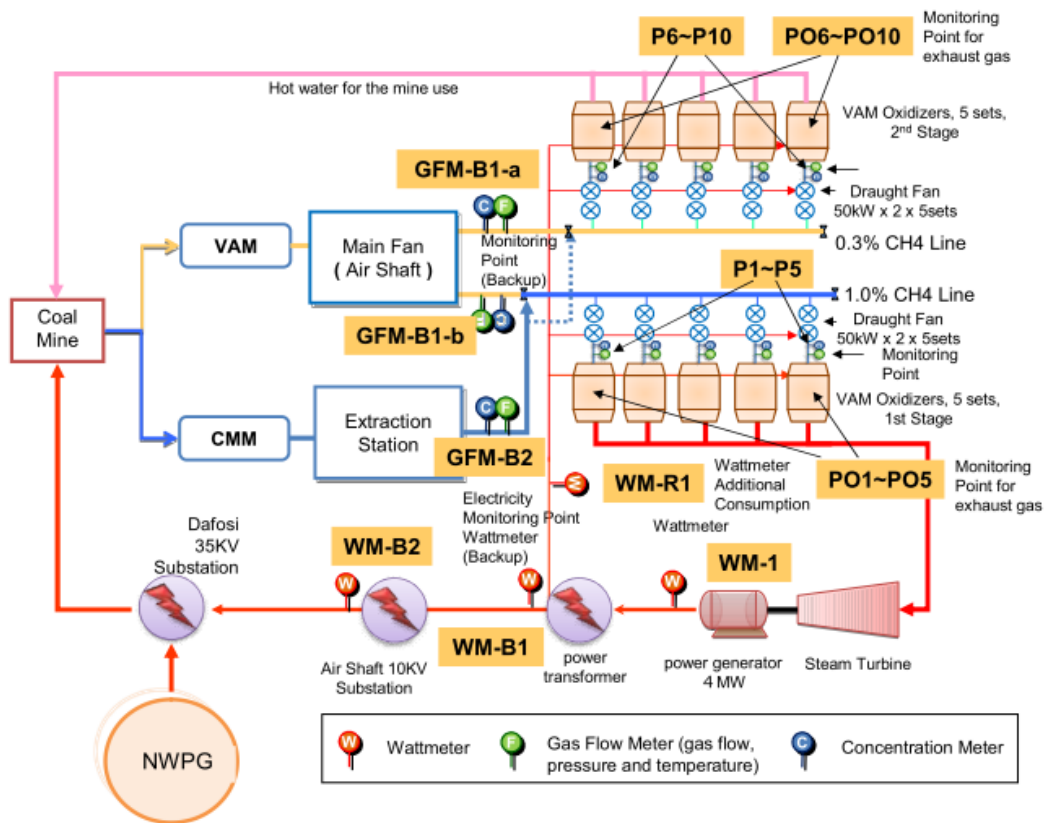 P6~P10
PO6~PO10
Monitoring
Point for
exhaust gas
Hot water for the mine use
VAM Oxidizers, 5 sets,
2nd Stage
GFM-B1-a
C
F
Draught Fan
50kW x 2 x 5sets
VAM
Main Fan
( Air Shaft )
Monitoring
Point
(Backup)
0.3% CH4 Line
P1~P5
1.0% CH4 Line
Coal
Mine
GFM-B1-b
F
C
Draught Fan
50kW x 2 x 5sets
Monitoring
Point
CMM
Extraction
Station
C
F
VAM Oxidizers, 5 sets,
1st Stage
GFM-B2
WM-R1
Wattmeter
Additional
Consumption
PO1~PO5
Monitoring
Point for
exhaust gas
W
Electricity
Monitoring Point
Wattmeter
(Backup)
Wattmeter
Dafosi
35KV
Substation
WM-B2
WM-1
W
W
W
WM-B1
Air Shaft 10KV
Substation
power
transformer
power generator
4 MW
Steam Turbine
NWPG
W
Wattmeter
F
Gas Flow Meter (gas flow,
pressure and temperature)
C
Concentration Meter